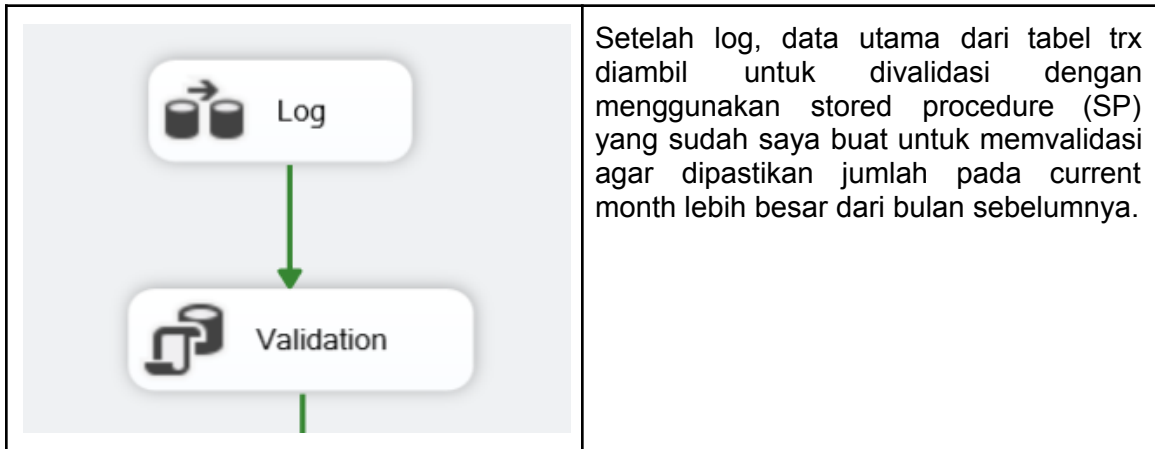 Log
Validation
Setelah log, data utama dari tabel trx
diambil untuk divalidasi dengan
menggunakan stored procedure (SP)
yang sudah saya buat untuk memvalidasi
agar dipastikan jumlah pada current
month lebih besar dari bulan sebelumnya.